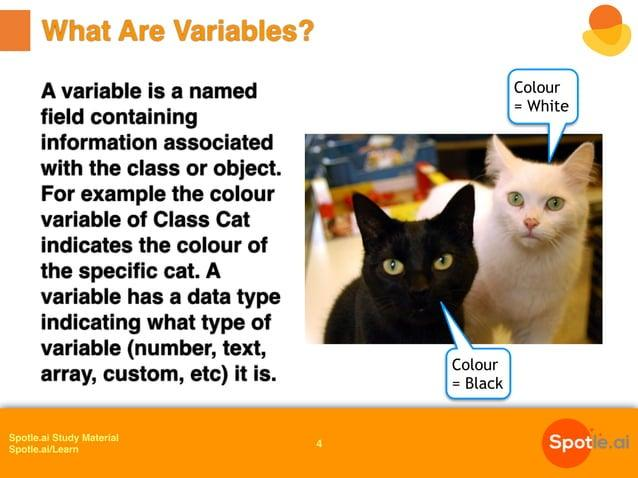 What Are Variables?
A variable is a named
field containing
information associated
with the class or object.
For example the colour
variable of Class Cat
indicates the colour of
the specific cat. A
variable has a data type
indicating what type of
variable (number, text,
array, custom, etc) it is.
Colour
= White
Colour
= Black
Spotle.ai Study Material
Spotle.ai/Learn
4
Spotle.ai